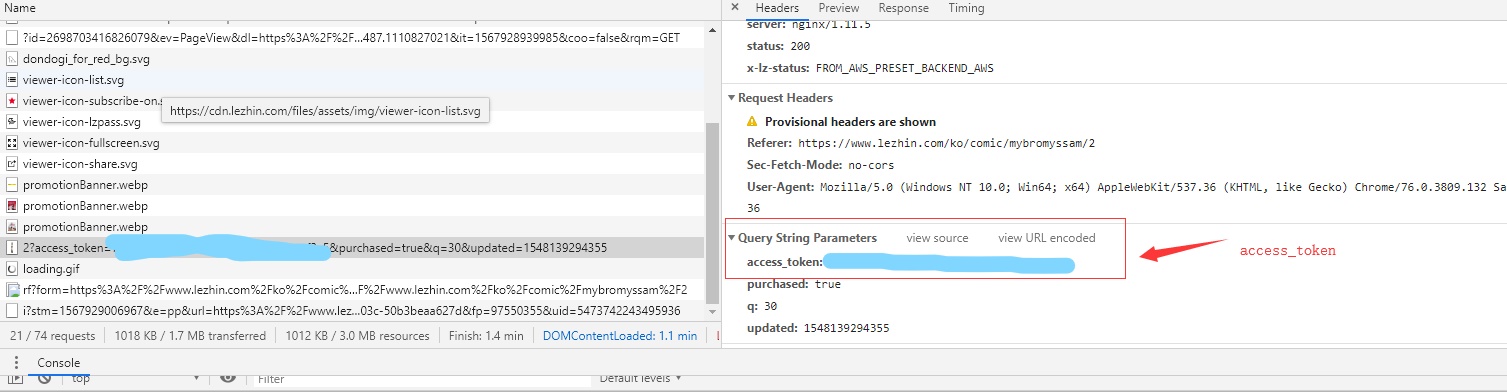 Name
?id=2698703416826079&ev=PageView&dl=https%3A%2F%2F...487.1110827021&it=1567928939985&coo=false&rqm=GET
dondogi_for_red_bg.svg
viewer-icon-list.svg
viewer-icon-subscribe-on.s
https://cdn.lezhin.com/files/assets/img/viewer-icon-list.svg
viewer-icon-lzpass.svg
viewer-icon-fullscreen.svg
viewer-icon-share.svg
promotionBanner.webp
promotionBanner.webp
promotionBanner.webp
2?access_token= &purchased=true&q=30&updated=1548139294355
loading.gif
rf?form=https%3A%2F%2Fwww.lezhin.com%2Fko%2Fcomic%...F%2Fwww.lezhin.com%2Fko%2Fcomic%2Fmybromyssam%2F2
i?stm=1567929006967&e=pp&url=https%3A%2F%2Fwww.lez...03c-50b3beaa627d&fp=97550355&uid=5473742243495936
21 / 74 requests 1018 KB / 1.7 MB transferred 1012 KB / 3.0 MB resources Finish: 1.4 min DOMContentLoaded: 1.1 min
Headers Preview Response Timing
server: nginx/1.11.5
status: 200
x-lz-status: FROM_AWS_PRESET_BACKEND_AWS
Request Headers
Provisional headers are shown
Referer: https://www.lezhin.com/ko/comic/mybromyssam/2
Sec-Fetch-Mode: no-cors
User-Agent: Mozilla/5.0 (Windows NT 10.0; Win64; x64) AppleWebKit/537.36 (KHTML, like Gecko) Chrome/76.0.3809.132 Sa
36
Query String Parameters view source view URL encoded
access_token:
access_token
purchased: true
q: 30
updated: 1548139294355
Console
top Filter Default levels